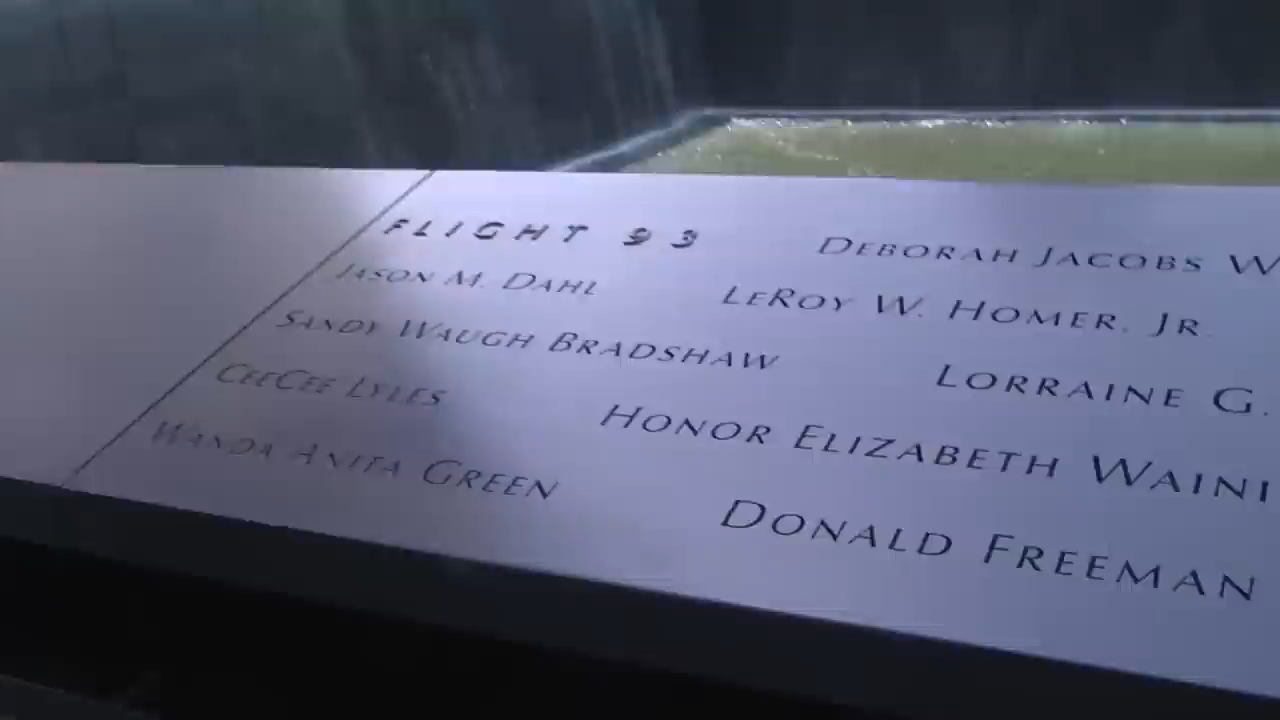 FLIGHT 93 DEBORAH JACOBS W
JASON M. DAHL LEROY W. HOMER, JR.
SANDY WAUGH BRADSHAW LORRAINE G.
CEECEE LYLES HONOR ELIZABETH WAINI
WANDA ANITA GREEN DONALD FREEMAN